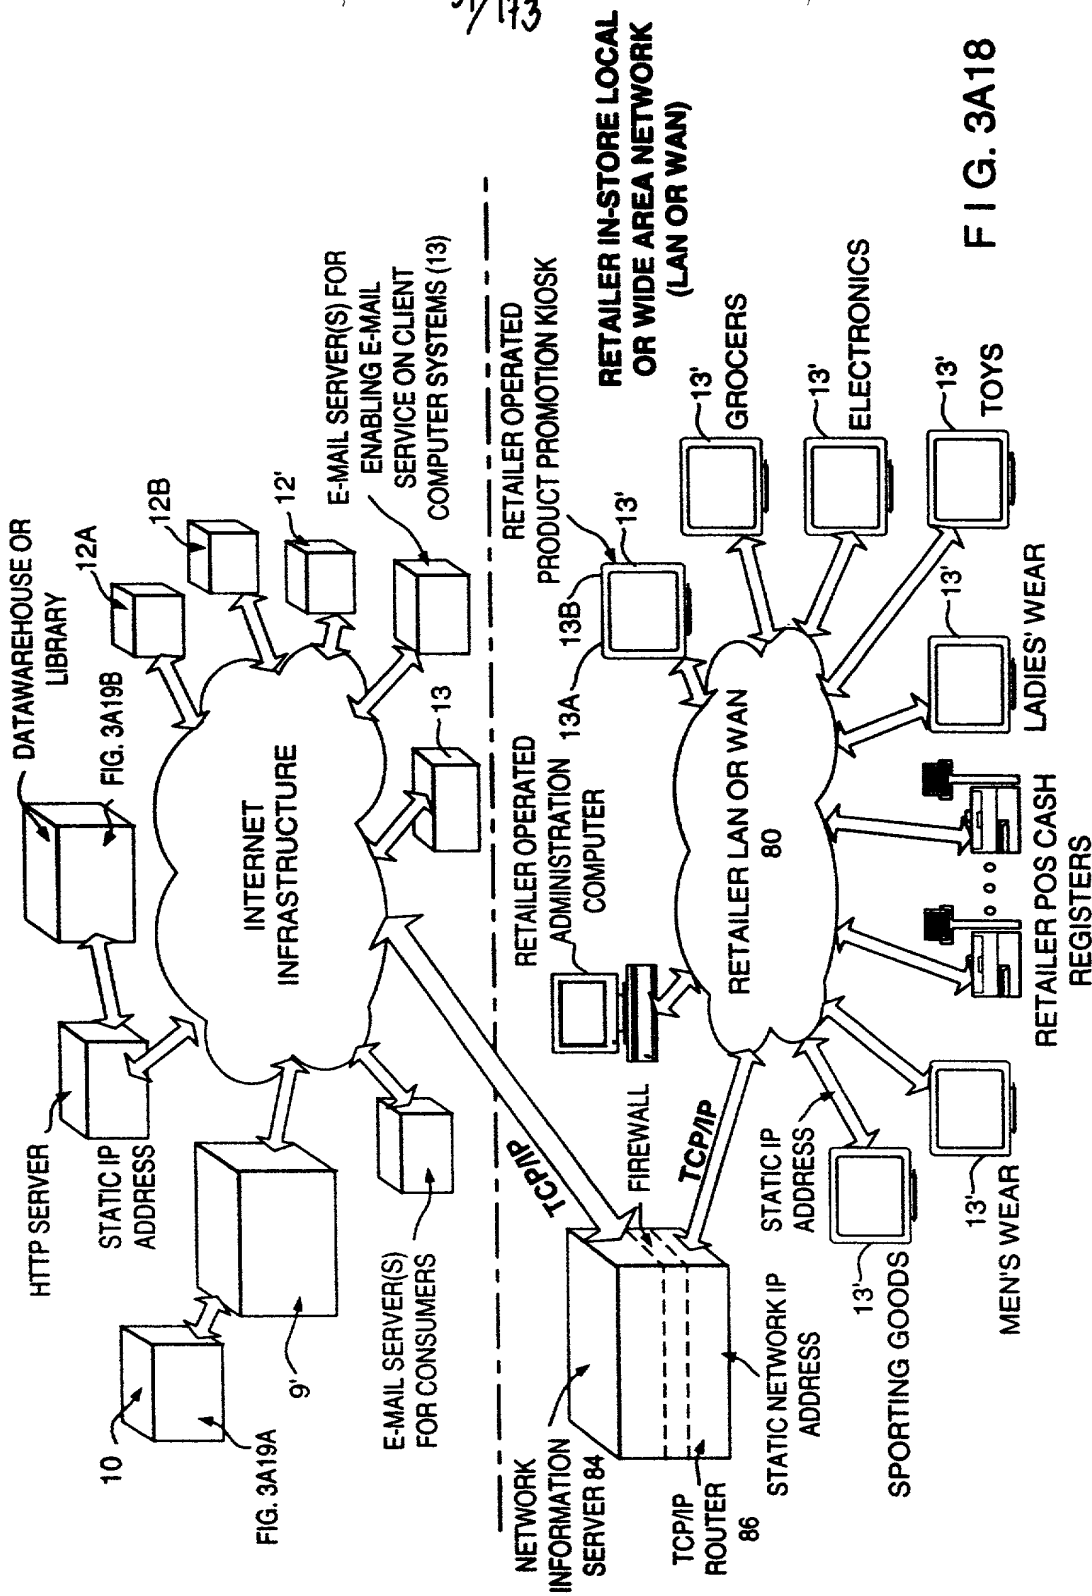 31/173
DATAWAREHOUSE OR
LIBRARY
HTTP SERVER
FIG. 3A19B
12A
12B
12'
10
STATIC IP
ADDRESS
INTERNET
INFRASTRUCTURE
E-MAIL SERVER(S) FOR
ENABLING E-MAIL
SERVICE ON CLIENT
COMPUTER SYSTEMS (13)
FIG. 3A19A
9'
13
E-MAIL SERVER(S)
FOR CONSUMERS
NETWORK
INFORMATION
SERVER 84
TCP/IP
RETAILER OPERATED
ADMINISTRATION
COMPUTER
RETAILER OPERATED
PRODUCT PROMOTION KIOSK
13A
13B
13'
RETAILER IN-STORE LOCAL
OR WIDE AREA NETWORK
(LAN OR WAN)
FIREWALL
TCP/IP
TCP/IP
ROUTER
86
STATIC NETWORK IP
ADDRESS
RETAILER LAN OR WAN
80
13'
GROCERS
13'
ELECTRONICS
13'
TOYS
STATIC IP
ADDRESS
13'
SPORTING GOODS
13'
MEN'S WEAR
RETAILER POS CASH
REGISTERS
13'
LADIES' WEAR
FIG. 3A18